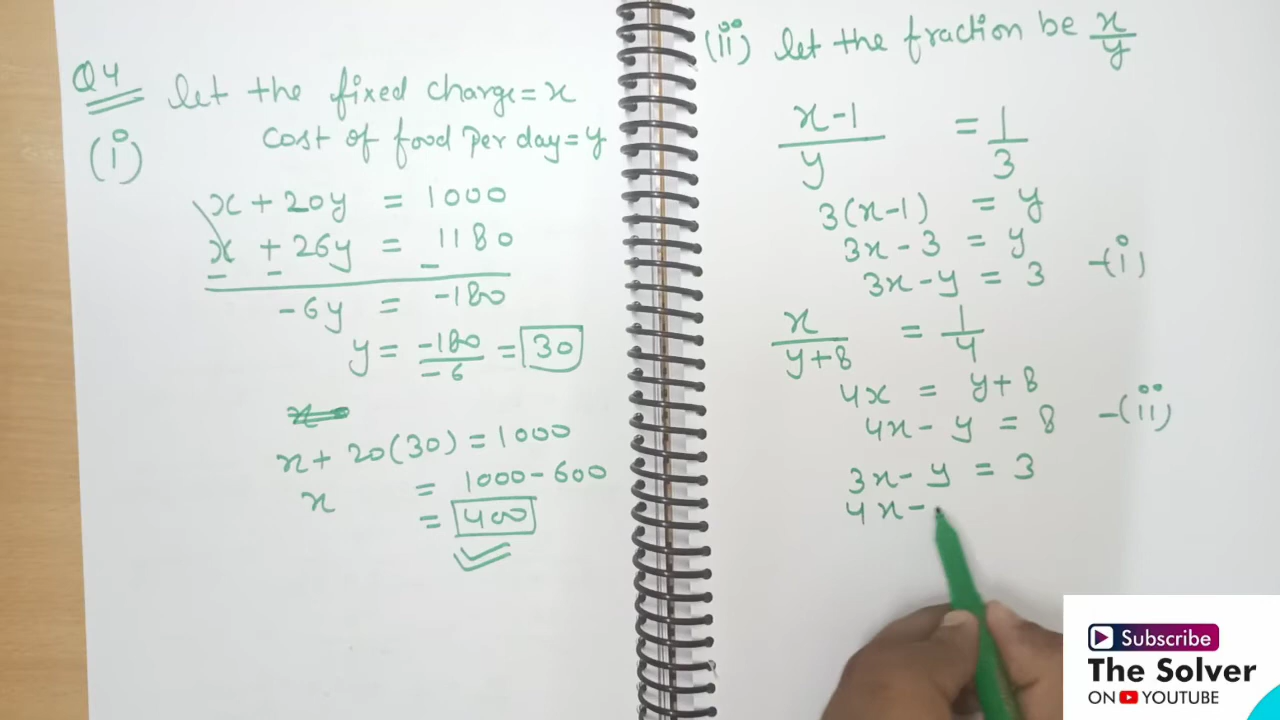 Q4
(i)
let the fixed charge = x
cost of food per day = y
x + 20y = 1000
x + 26y = 1180
- - -
-6y = -180
y = -180/-6 = 30
x + 20(30) = 1000
x = 1000 - 600
= 400
(ii) let the fraction be x/y
x-1/y = 1/3
3(x-1) = y
3x - 3 = y
3x - y = 3 -(i)
x/y+8 = 1/4
4x = y+8
4x - y = 8 -(ii)
3x - y = 3
4x -
Subscribe
The Solver
ON YOUTUBE